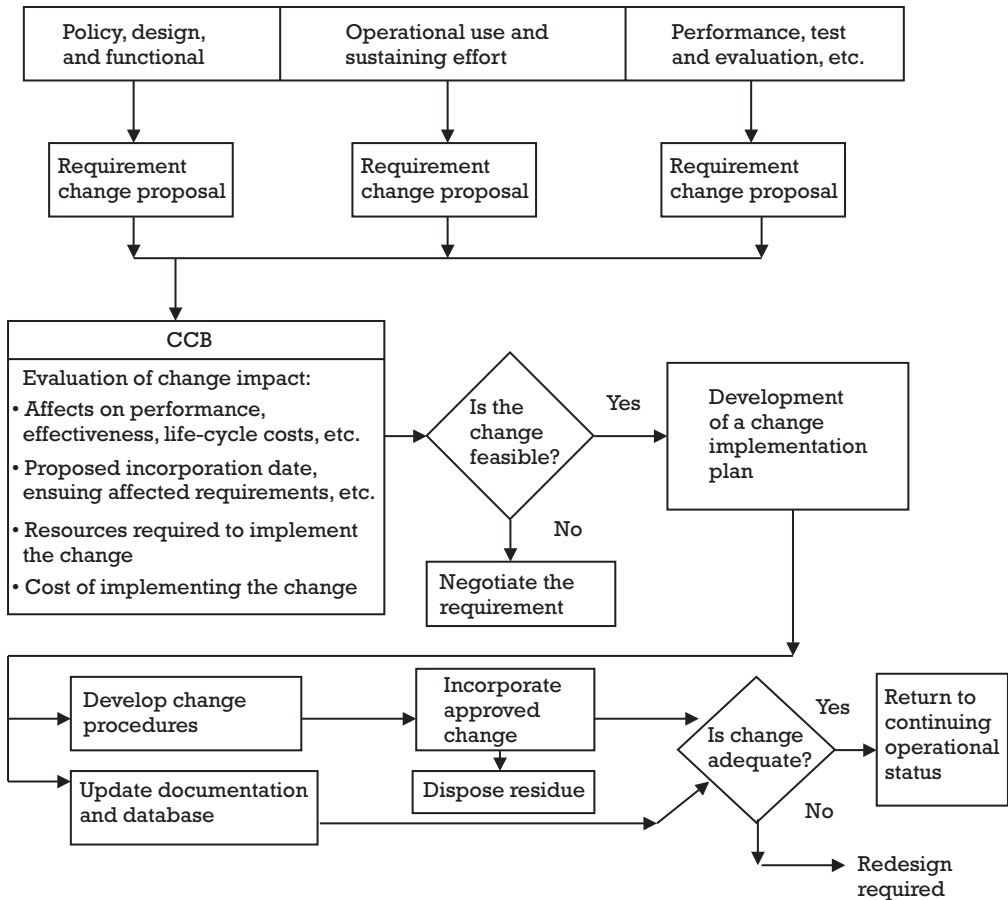 Policy, design,
and functional
Operational use and
sustaining effort
Performance, test
and evaluation, etc.
Requirement
change proposal
Requirement
change proposal
Requirement
change proposal
CCB
Evaluation of change impact:
• Affects on performance,
effectiveness, life-cycle costs, etc.
• Proposed incorporation date,
ensuing affected requirements, etc.
• Resources required to implement
the change
• Cost of implementing the change
Is the
change
feasible?
Yes
No
Negotiate the
requirement
Development
of a change
implementation
plan
Develop change
procedures
Incorporate
approved
change
Dispose residue
Update documentation
and database
Is change
adequate?
Yes
No
Return to
continuing
operational
status
Redesign
required